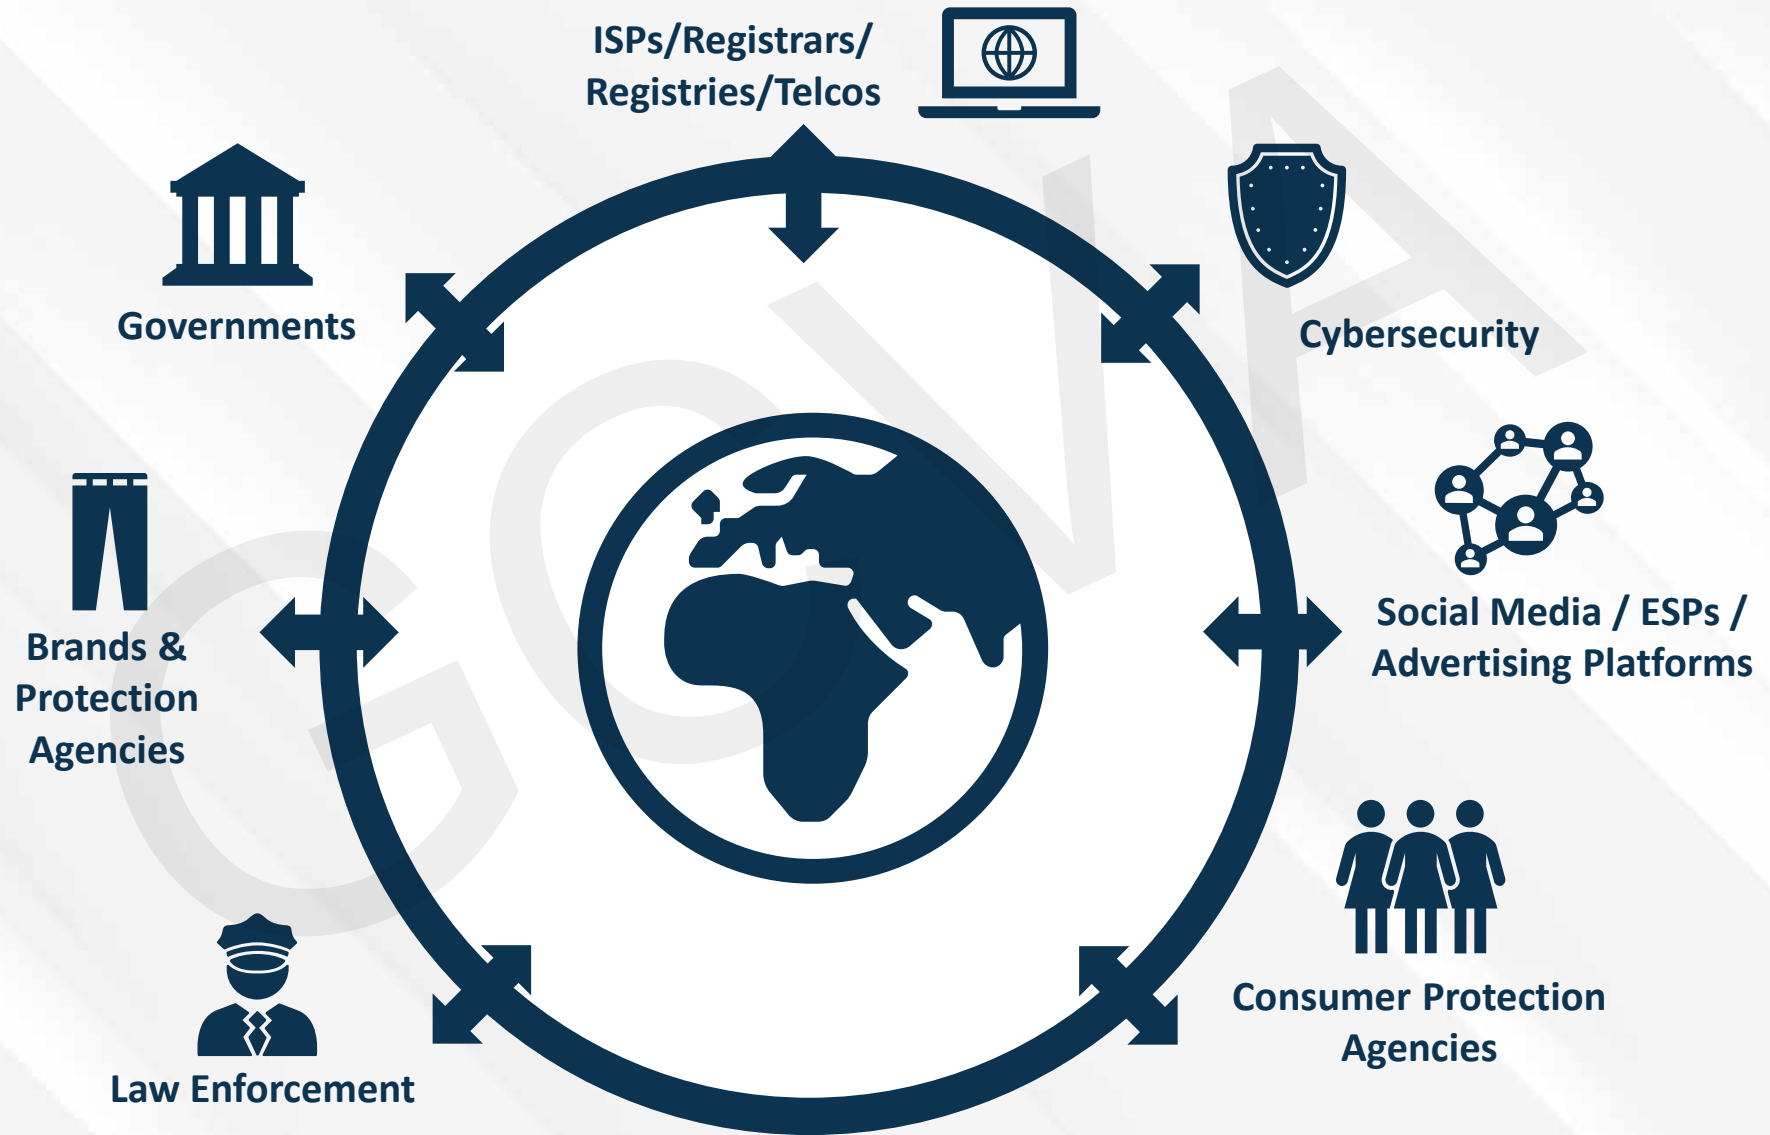 ISPs/Registrars/
Registries/Telcos
Governments
Cybersecurity
Brands &
Protection
Agencies
Social Media / ESPs /
Advertising Platforms
Law Enforcement
Consumer Protection
Agencies